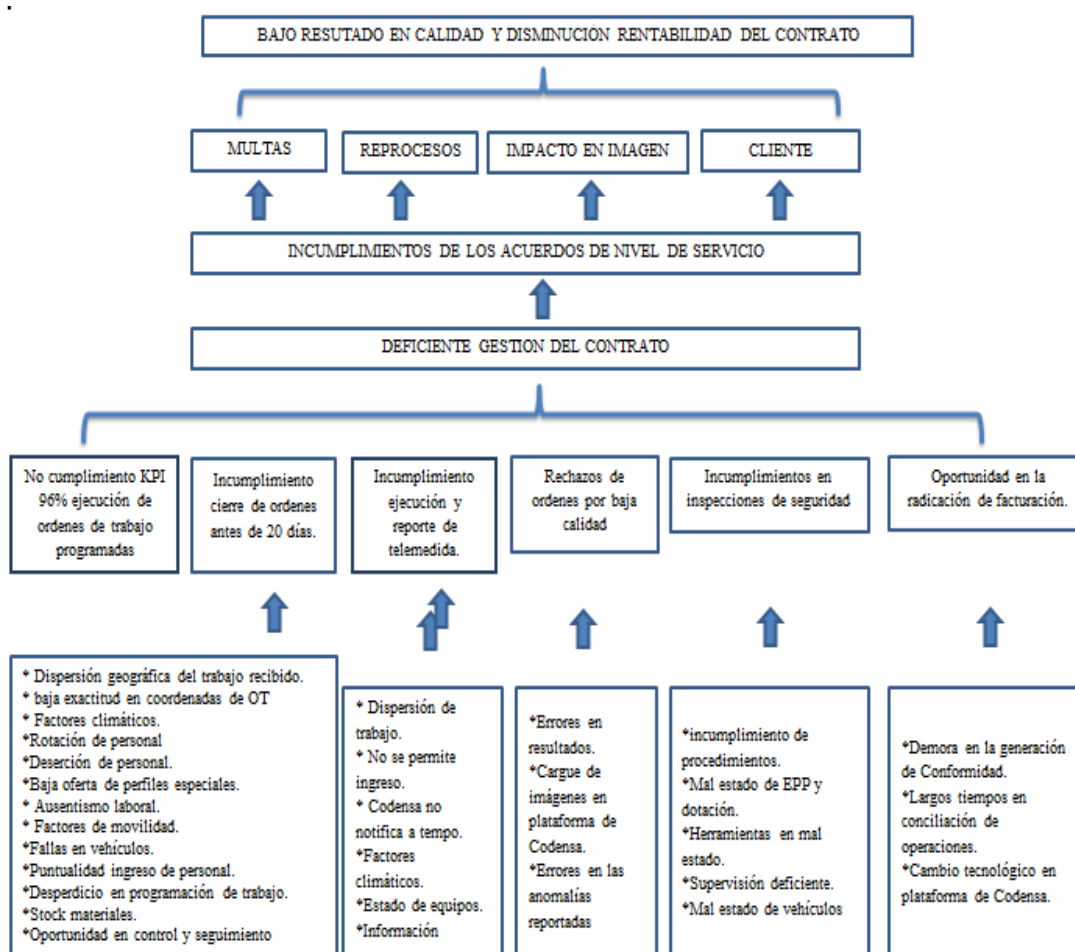 .
BAJO RESUTADO EN CALIDAD Y DISMINUCIÓN RENTABILIDAD DEL CONTRATO
MULTAS
REPROCESOS
IMPACTO EN IMAGEN
CLIENTE
INCUMPLIMIENTOS DE LOS ACUERDOS DE NIVEL DE SERVICIO
DEFICIENTE GESTION DEL CONTRATO
No cumplimiento KPI
96% ejecución de
ordenes de trabajo
programadas
Incumplimiento
cierre de ordenes
antes de 20 días.
Incumplimiento
ejecución y
reporte de
telemedida.
Rechazos de
ordenes por baja
calidad
Incumplimientos en
inspecciones de seguridad
Oportunidad en la
radicación de facturación.
* Dispersión geográfica del trabajo recibido.
* baja exactitud en coordenadas de OT
* Factores climáticos.
*Rotación de personal
*Deserción de personal.
*Baja oferta de perfiles especiales.
* Ausentismo laboral.
* Factores de movilidad.
*Fallas en vehículos.
*Puntualidad ingreso de personal.
*Desperdicio en programación de trabajo.
*Stock materiales.
*Oportunidad en control y seguimiento
* Dispersión de
trabajo.
* No se permite
ingreso.
* Codensa no
notifica a tempo.
*Factores
climáticos.
*Estado de equipos.
*Información
*Errores en
resultados.
*Cargue de
imágenes en
plataforma de
Codensa.
*Errores en las
anomalías
reportadas
*incumplimiento de
procedimientos.
*Mal estado de EPP y
dotación.
*Herramientas en mal
estado.
*Supervisión deficiente.
*Mal estado de vehículos
*Demora en la generación
de Conformidad.
*Largos tiempos en
conciliación de
operaciones.
*Cambio tecnológico en
plataforma de Codensa.